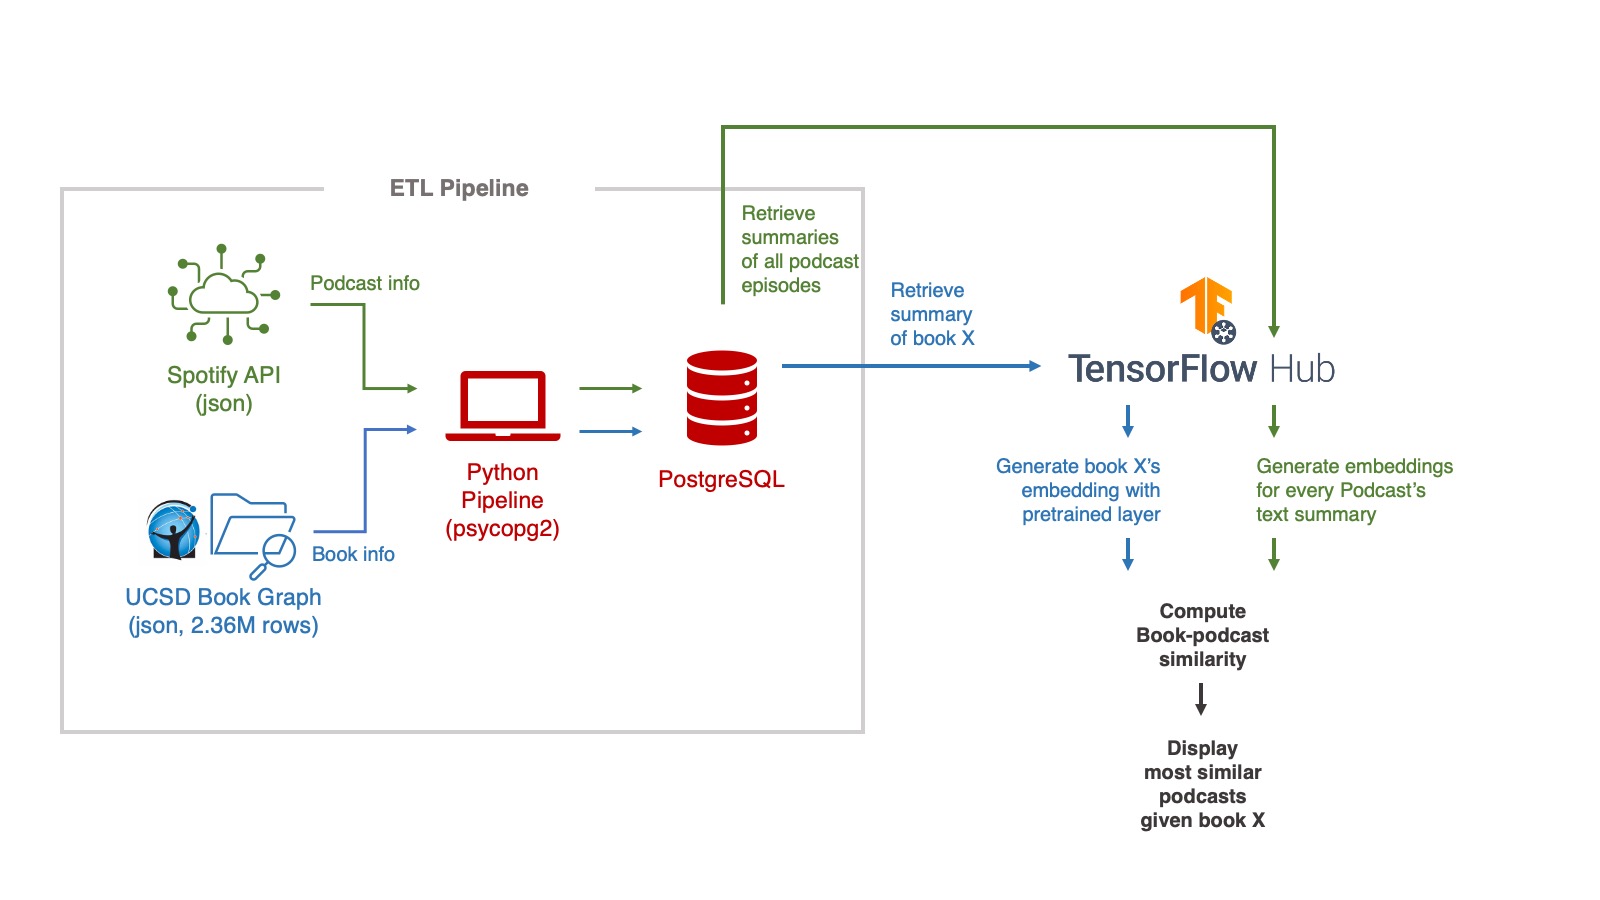 ETL Pipeline
Podcast info
Spotify API
(json)
Book info
UCSD Book Graph
(json, 2.36M rows)
Python
Pipeline
(psycopg2)
PostgreSQL
Retrieve
summaries
of all podcast
episodes
Retrieve
summary
of book X
TensorFlow Hub
Generate book X's
embedding with
pretrained layer
Generate embeddings
for every Podcast's
text summary
Compute
Book-podcast
similarity
Display
most similar
podcasts
given book X